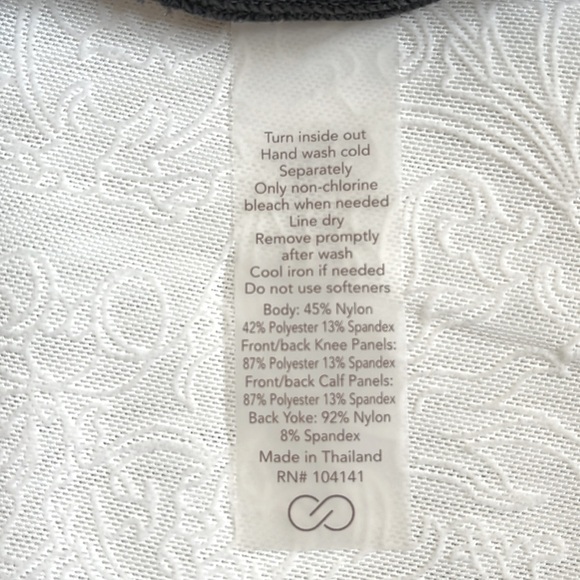 Turn inside out
Hand wash cold
Separately
Only non-chlorine
bleach when needed
Line dry
Remove promptly
after wash
Cool iron if needed
Do not use softeners
Body: 45% Nylon
42% Polyester 13% Spandex
Front/back Knee Panels:
87% Polyester 13% Spandex
Front/back Calf Panels:
87% Polyester 13% Spandex
Back Yoke: 92% Nylon
8% Spandex
Made in Thailand
RN# 104141